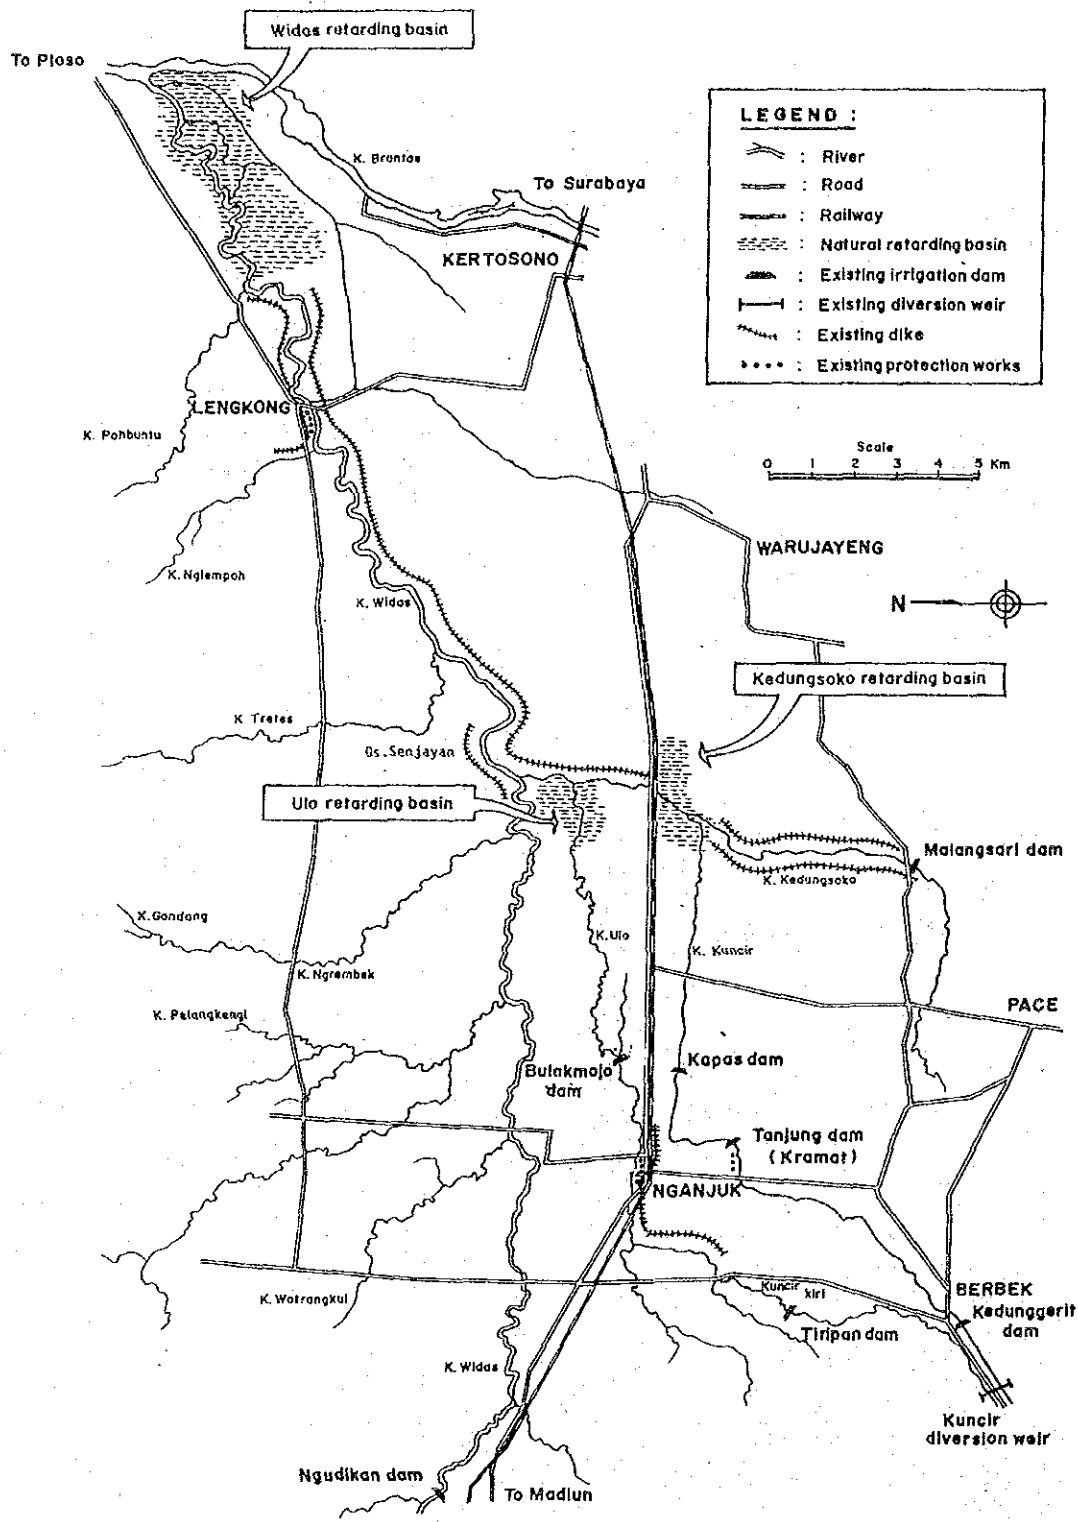 Widas retarding basin
To Ploso
LEGEND :
: River
: Road
: Railway
: Natural retarding basin
: Existing irrigation dam
: Existing diversion weir
: Existing dike
: Existing protection works
K. Brantas
To Surabaya
KERTOSONO
LENGKONG
K. Pohbuntu
Scale
0 1 2 3 4 5 Km
WARUJAYENG
K. Nglempoh
K. Widas
N
Kedungsoko retarding basin
K Tretes
Ds. Senjayan
Ulo retarding basin
Malangsari dam
K. Kedungsoko
K. Gondang
K. Ulo
K. Kuncir
K. Ngrembek
K. Pelangkengl
PACE
Bulakmojo
dam
Kapas dam
Tanjung dam
(Kramat)
NGANJUK
BERBEK
Kuncir kiri
K. Watrangkul
Kedunggerit
dam
Tiripan dam
K. Widas
Kuncir
diversion weir
Ngudikan dam
To Madiun